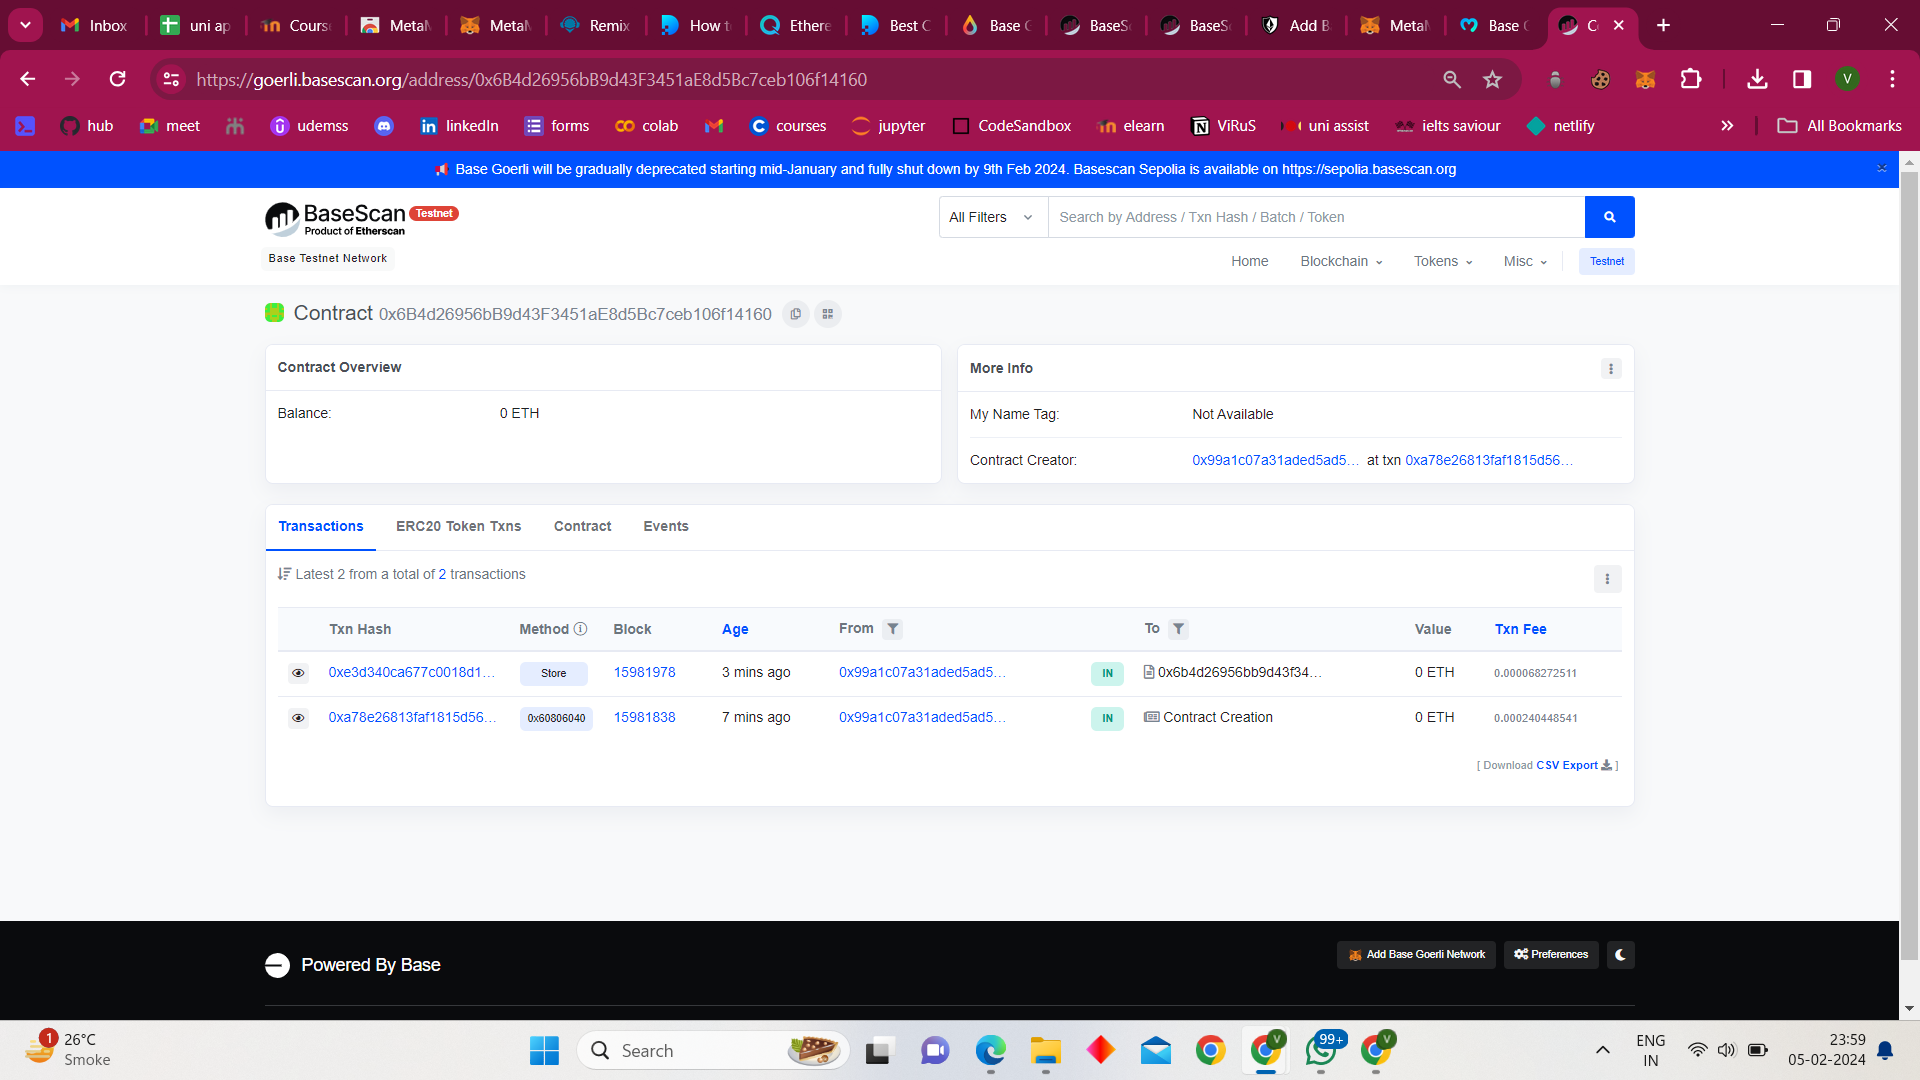 Inbox
uni ap
Cours
MetaM
MetaM
Remix
How t
Ethere
Best C
Base G
BaseS
BaseS
Add B
MetaM
Base G
C
https://goerli.basescan.org/address/0x6B4d26956bB9d43F3451aE8d5Bc7ceb106f14160
V
hub
meet
udemss
linkedIn
forms
colab
courses
jupyter
CodeSandbox
elearn
ViRuS
uni assist
ielts saviour
netlify
All Bookmarks
Base Goerli will be gradually deprecated starting mid-January and fully shut down by 9th Feb 2024. Basescan Sepolia is available on https://sepolia.basescan.org
BaseScan Testnet
Product of Etherscan
Base Testnet Network
All Filters
Search by Address / Txn Hash / Batch / Token
Home Blockchain Tokens Misc Testnet
Contract 0x6B4d26956bB9d43F3451aE8d5Bc7ceb106f14160
Contract Overview
Balance: 0 ETH
More Info
My Name Tag: Not Available
Contract Creator: 0x99a1c07a31aded5ad5... at txn 0xa78e26813faf1815d56...
Transactions ERC20 Token Txns Contract Events
Latest 2 from a total of 2 transactions
Txn Hash Method Block Age From To Value Txn Fee
0xe3d340ca677c0018d1... Store 15981978 3 mins ago 0x99a1c07a31aded5ad5... IN 0x6b4d26956bb9d43f34... 0 ETH 0.000068272511
0xa78e26813faf1815d56... 0x60806040 15981838 7 mins ago 0x99a1c07a31aded5ad5... IN Contract Creation 0 ETH 0.000240448541
[ Download CSV Export ]
Powered By Base
Add Base Goerli Network
Preferences
1
26°C
Smoke
Search
V
99+
V
ENG
IN
23:59
05-02-2024